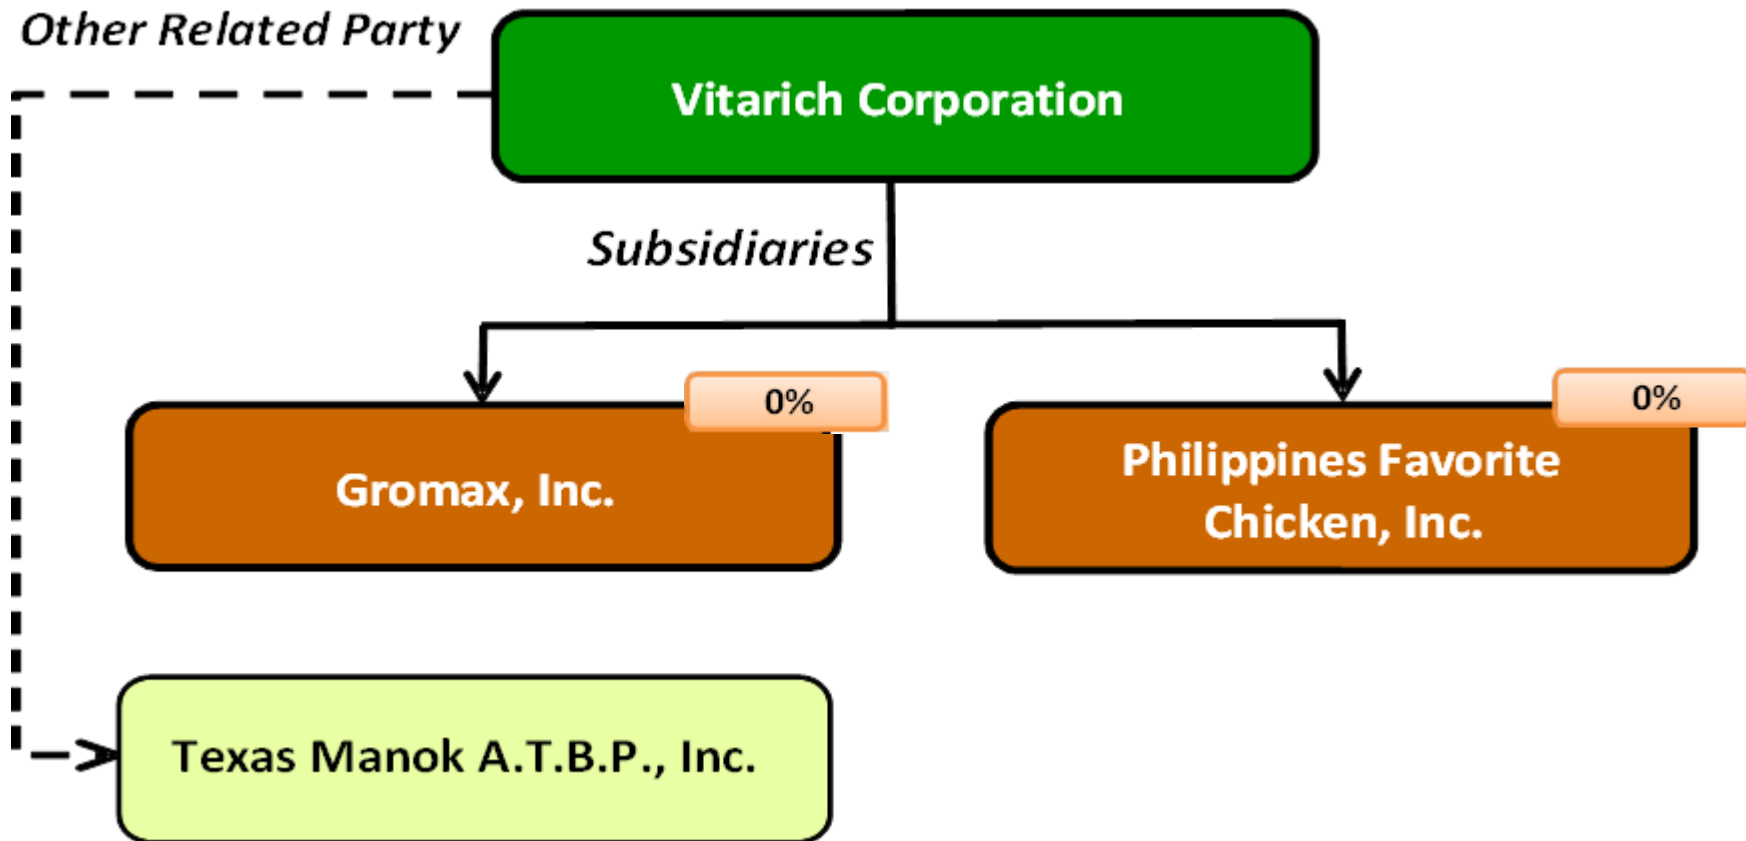 Other Related Party
Vitarich Corporation
Subsidiaries
0%
0%
Gromax, Inc.
Philippines Favorite
Chicken, Inc.
Texas Manok A.T.B.P., Inc.